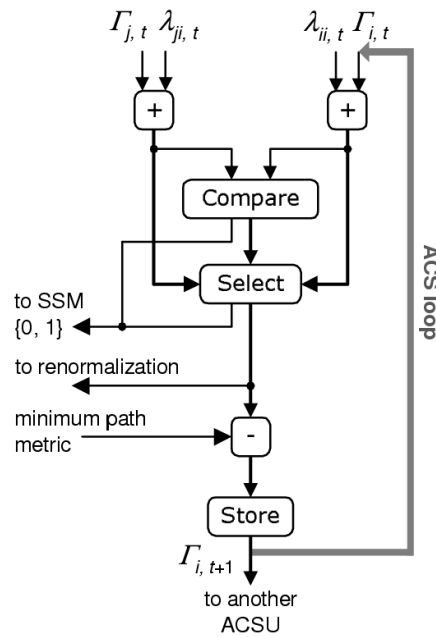 Γj, t λji, t λii, t Γi, t
+ +
Compare
Select
ACS loop
to SSM
{0, 1}
to renormalization
minimum path
metric
-
Store
Γi, t+1
to another
ACSU